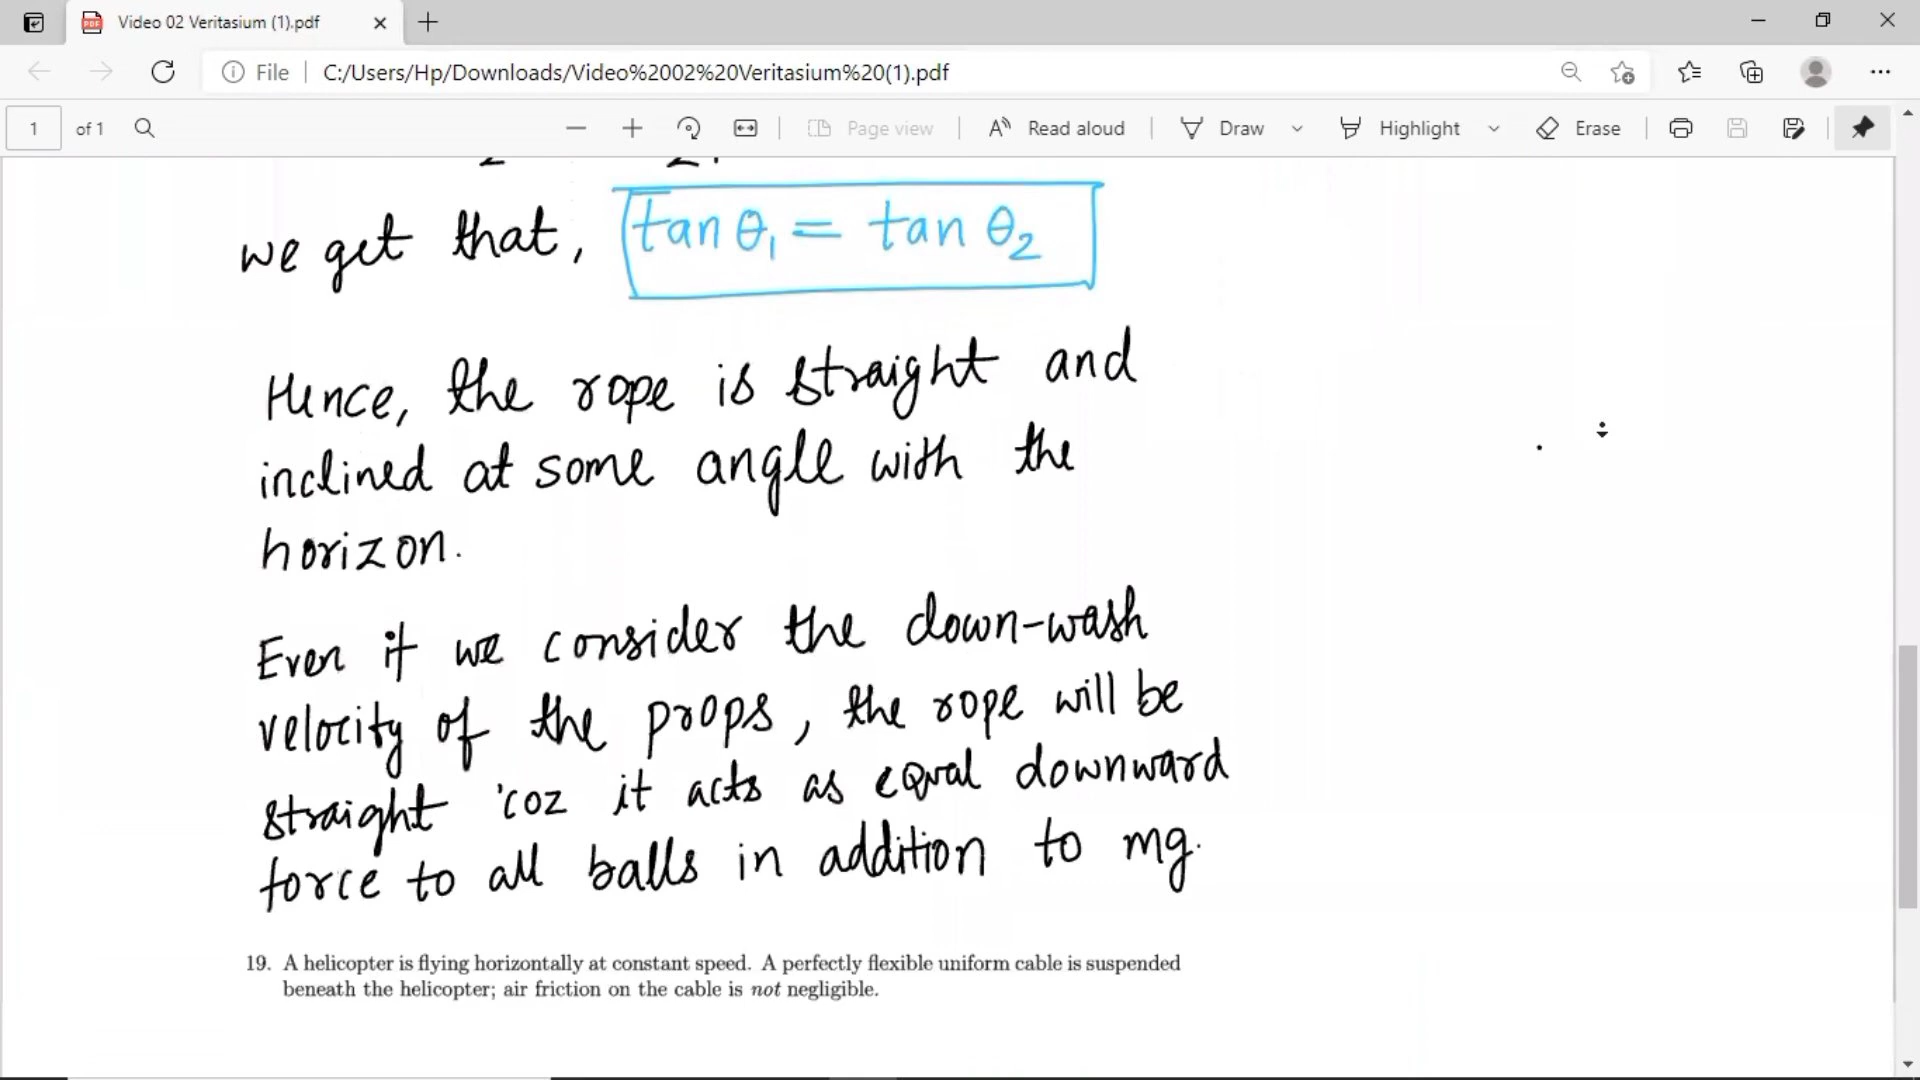 Video 02 Veritasium (1).pdf
File C:/Users/Hp/Downloads/Video%2002%20Veritasium%20(1).pdf
1 of 1 Page view A Read aloud Draw Highlight Erase
we get that, tan θ₁ = tan θ₂
Hence, the rope is straight and
inclined at some angle with the
horizon.
Even if we consider the down-wash
velocity of the props, the rope will be
straight 'coz it acts as equal downward
force to all balls in addition to mg.
19. A helicopter is flying horizontally at constant speed. A perfectly flexible uniform cable is suspended
beneath the helicopter; air friction on the cable is not negligible.